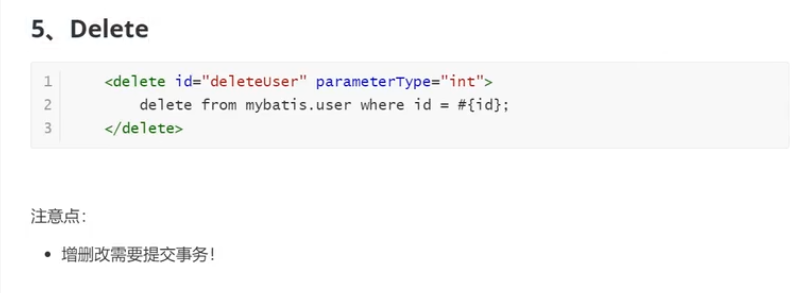 5、Delete
1 <delete id="deleteUser" parameterType="int">
2 delete from mybatis.user where id = #{id};
3 </delete>
注意点：
• 增删改需要提交事务！